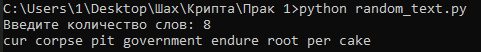 C:\Users\1\Desktop\Шах\Крипта\Прак 1>python random_text.py
Введите количество слов: 8
cur corpse pit government endure root per cake